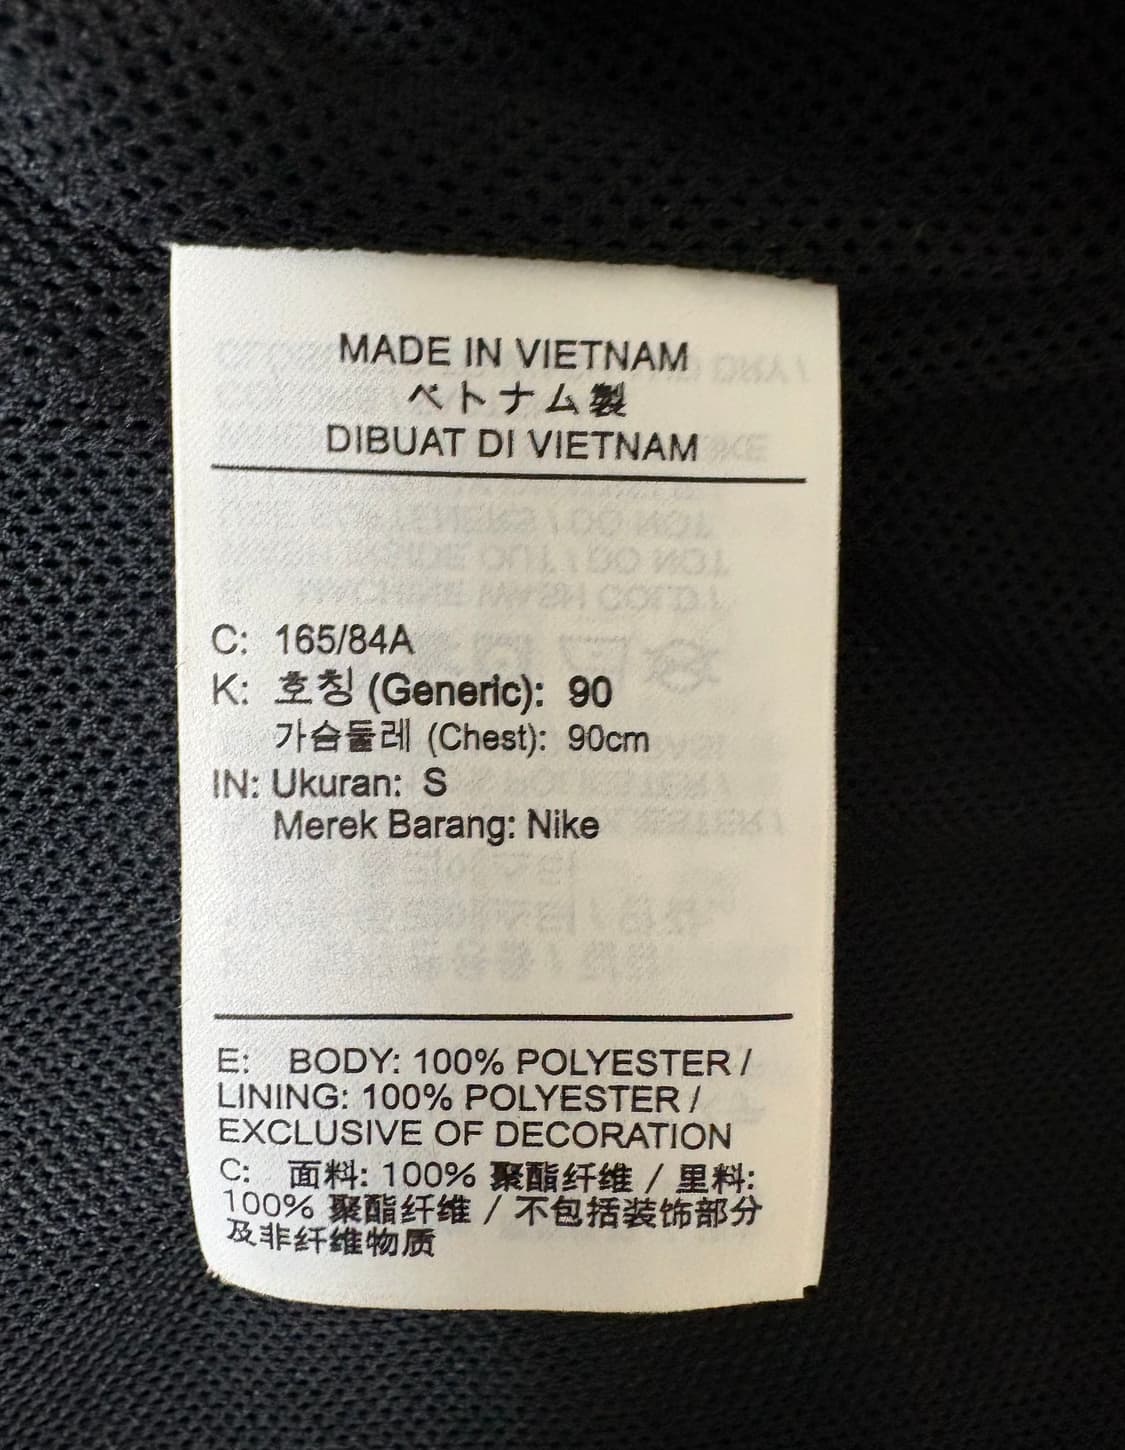 MADE IN VIETNAM
ベトナム製
DIBUAT DI VIETNAM
C: 165/84A
K: 호칭 (Generic): 90
가슴둘레 (Chest): 90cm
IN: Ukuran: S
Merek Barang: Nike
E: BODY: 100% POLYESTER /
LINING: 100% POLYESTER /
EXCLUSIVE OF DECORATION
C: 面料: 100% 聚酯纤维 / 里料:
100% 聚酯纤维 / 不包括装饰部分
及非纤维物质